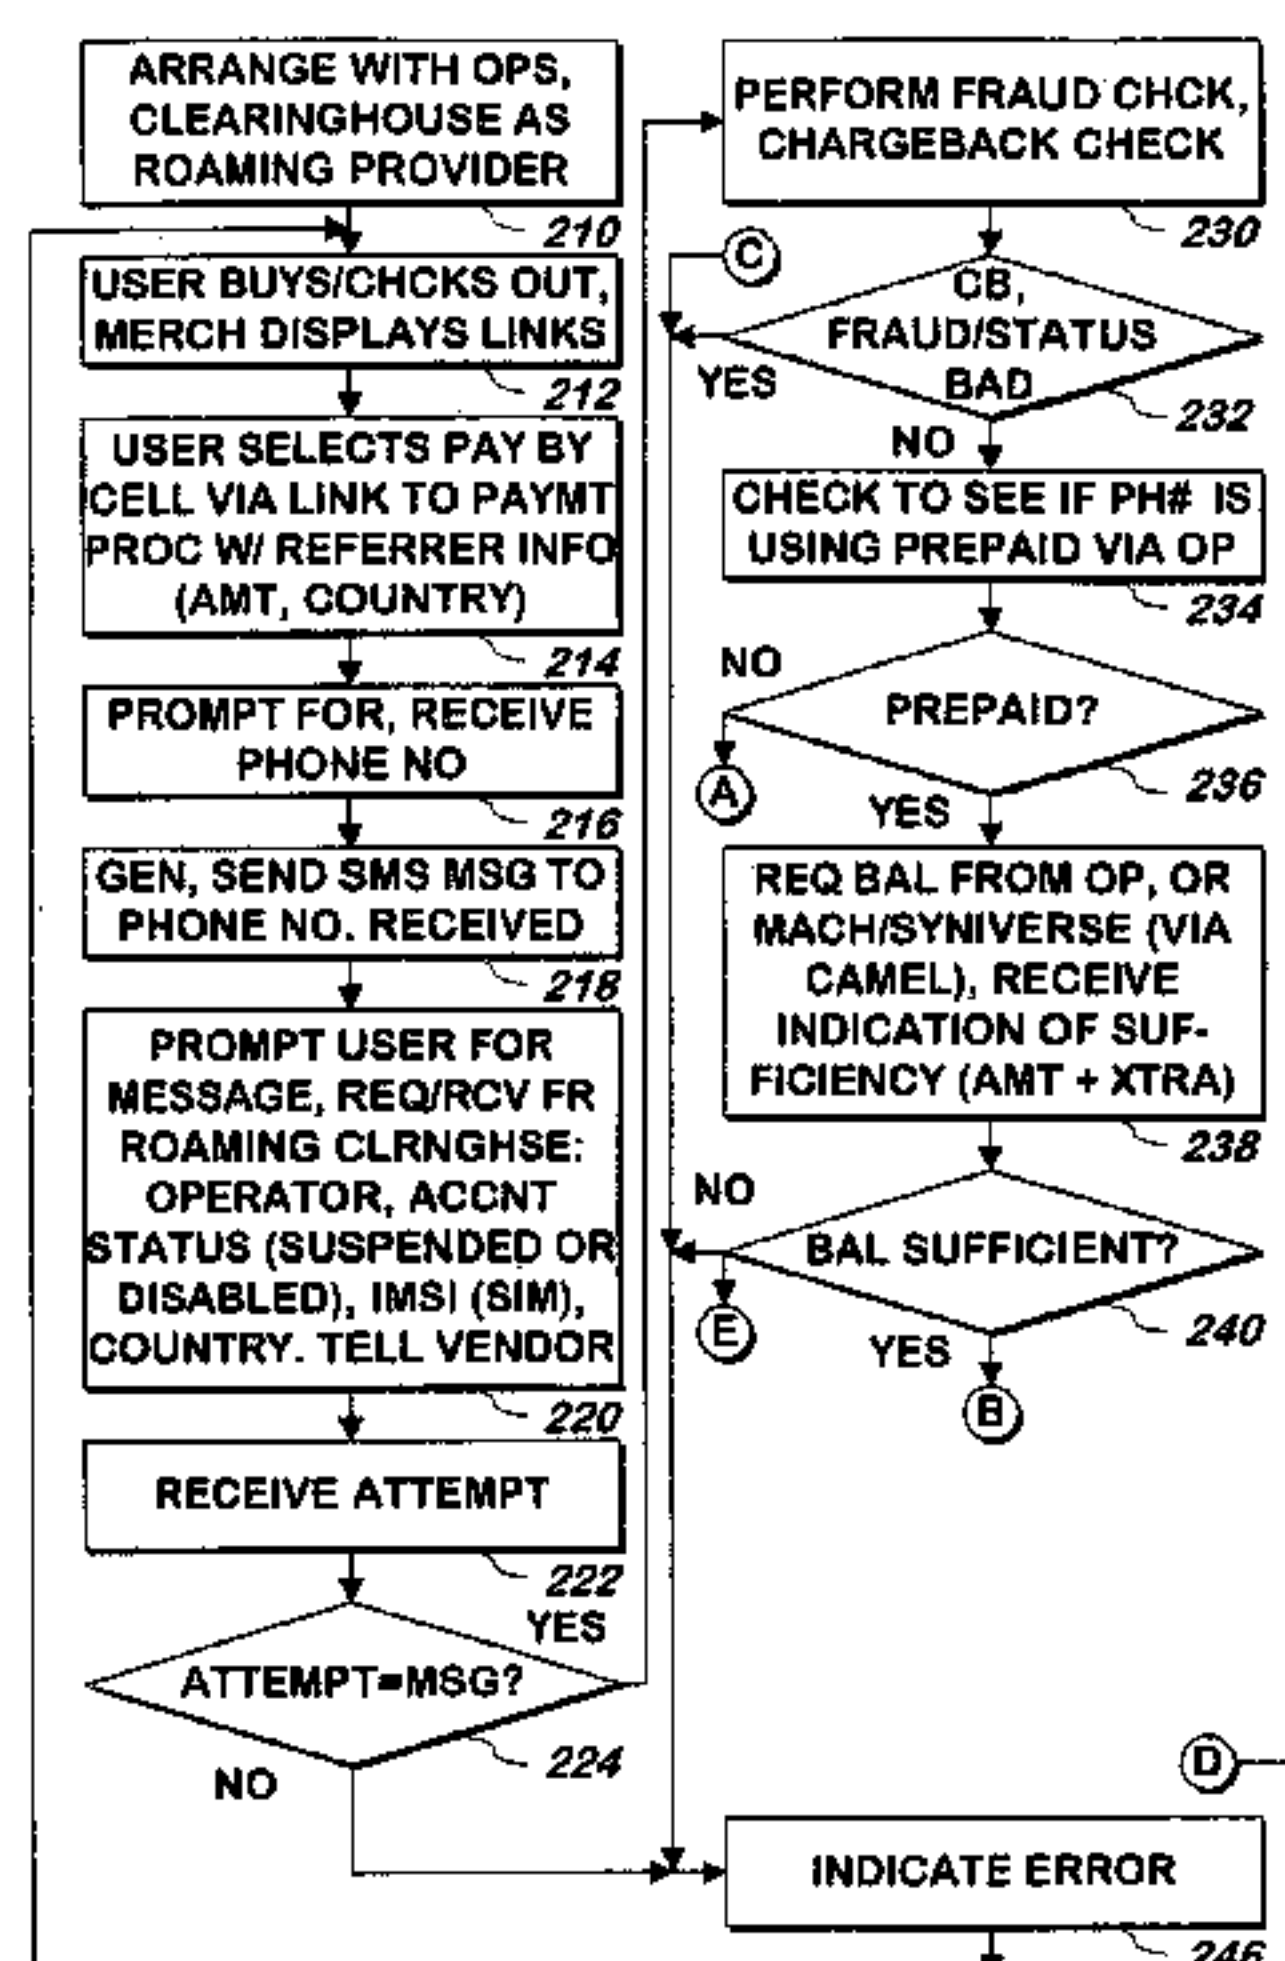 ARRANGE WITH OPS,
CLEARINGHOUSE AS
ROAMING PROVIDER
210
USER BUYS/CHCKS OUT,
MERCH DISPLAYS LINKS
212
USER SELECTS PAY BY
CELL VIA LINK TO PAYMT
PROC W/ REFERRER INFO
(AMT, COUNTRY)
214
PROMPT FOR, RECEIVE
PHONE NO
216
GEN, SEND SMS MSG TO
PHONE NO. RECEIVED
218
PROMPT USER FOR
MESSAGE, REQ/RCV FR
ROAMING CLRNGHSE:
OPERATOR, ACCNT
STATUS (SUSPENDED OR
DISABLED), IMSI (SIM),
COUNTRY. TELL VENDOR
220
RECEIVE ATTEMPT
222
YES
ATTEMPT=MSG?
224
NO
PERFORM FRAUD CHCK,
CHARGEBACK CHECK
230
C
CB,
FRAUD/STATUS
BAD
YES
232
NO
CHECK TO SEE IF PH# IS
USING PREPAID VIA OP
234
NO
PREPAID?
236
A
YES
REQ BAL FROM OP, OR
MACH/SYNIVERSE (VIA
CAMEL), RECEIVE
INDICATION OF SUF-
FICIENCY (AMT + XTRA)
238
NO
BAL SUFFICIENT?
240
E
YES
B
D
INDICATE ERROR
246